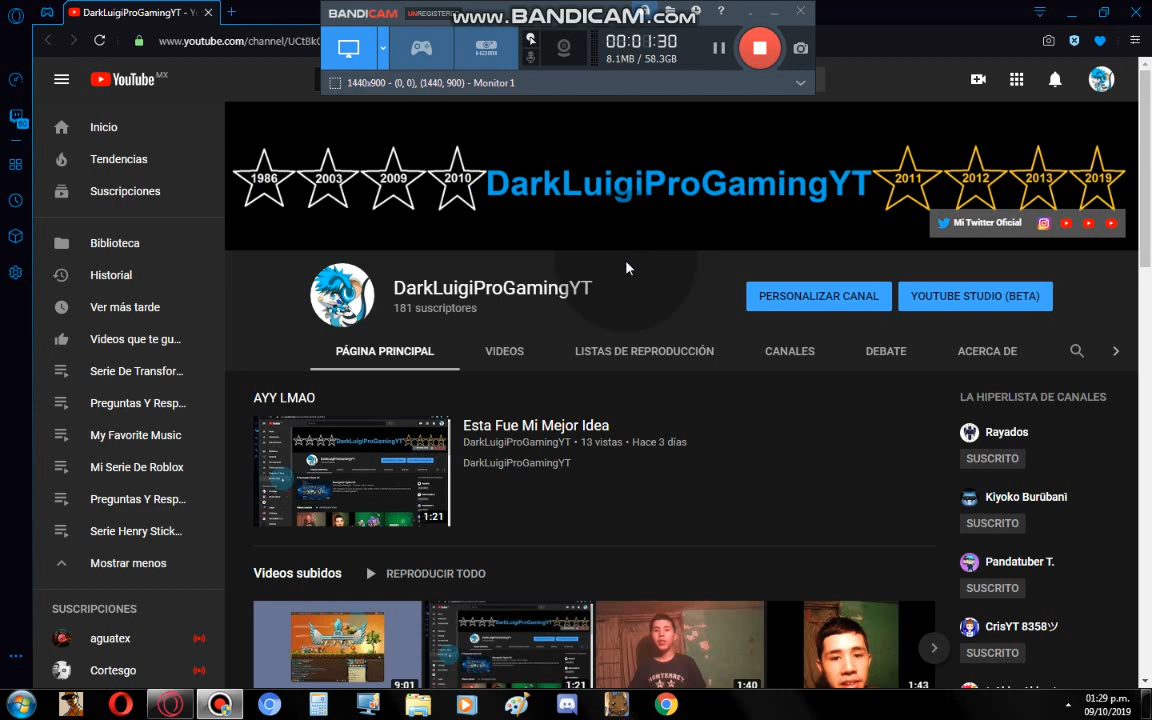 DarkLuigiProGamingYT - Y
BANDICAM UNREGISTERED
www.BANDICAM.com
www.youtube.com/channel/UCtBkC
00:01:30
8.1MB / 58.3GB
HDMI
1440x900 - (0, 0), (1440, 900) - Monitor 1
YouTube MX
Inicio
Tendencias
Suscripciones
Biblioteca
Historial
Ver más tarde
Videos que te gu...
Serie De Transfor...
Preguntas Y Resp...
My Favorite Music
Mi Serie De Roblox
Preguntas Y Resp...
Serie Henry Stick...
Mostrar menos
SUSCRIPCIONES
aguatex
Cortesgo
1986 2003 2009 2010 DarkLuigiProGamingYT 2011 2012 2013 2019
Mi Twitter Oficial
DarkLuigiProGamingYT
181 suscriptores
PERSONALIZAR CANAL
YOUTUBE STUDIO (BETA)
PÁGINA PRINCIPAL VIDEOS LISTAS DE REPRODUCCIÓN CANALES DEBATE ACERCA DE
AYY LMAO
Esta Fue Mi Mejor Idea
DarkLuigiProGamingYT • 13 vistas • Hace 3 días
DarkLuigiProGamingYT
1:21
Videos subidos
REPRODUCIR TODO
9:01
1:40
1:43
LA HIPERLISTA DE CANALES
Rayados
SUSCRITO
Kiyoko Burūbani
SUSCRITO
Pandatuber T.
SUSCRITO
CrisYT 8358ツ
SUSCRITO
01:29 p.m.
09/10/2019